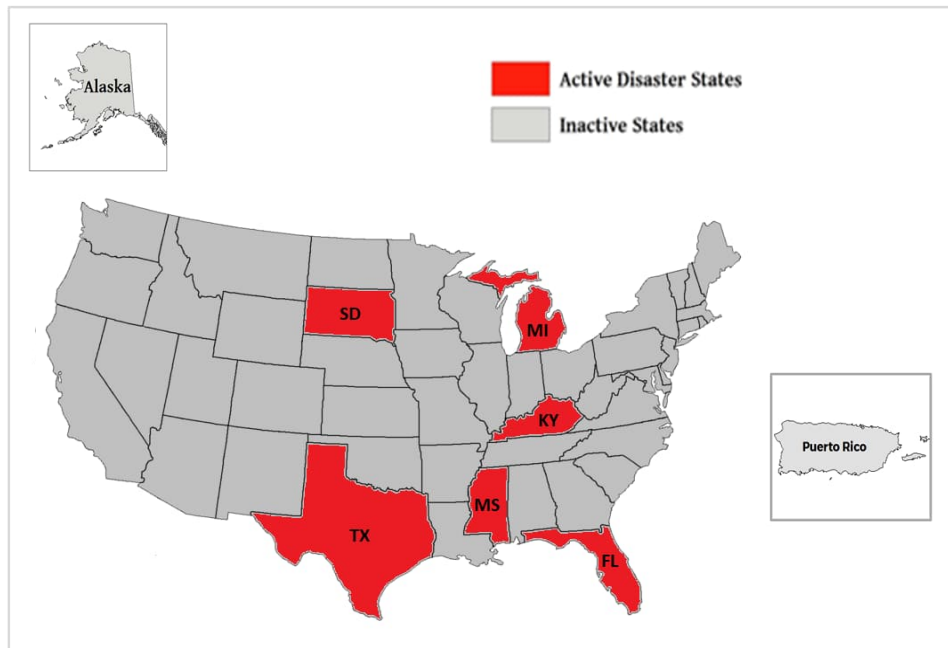 Alaska
Active Disaster States
Inactive States
SD
MI
KY
MS
TX
FL
Puerto Rico